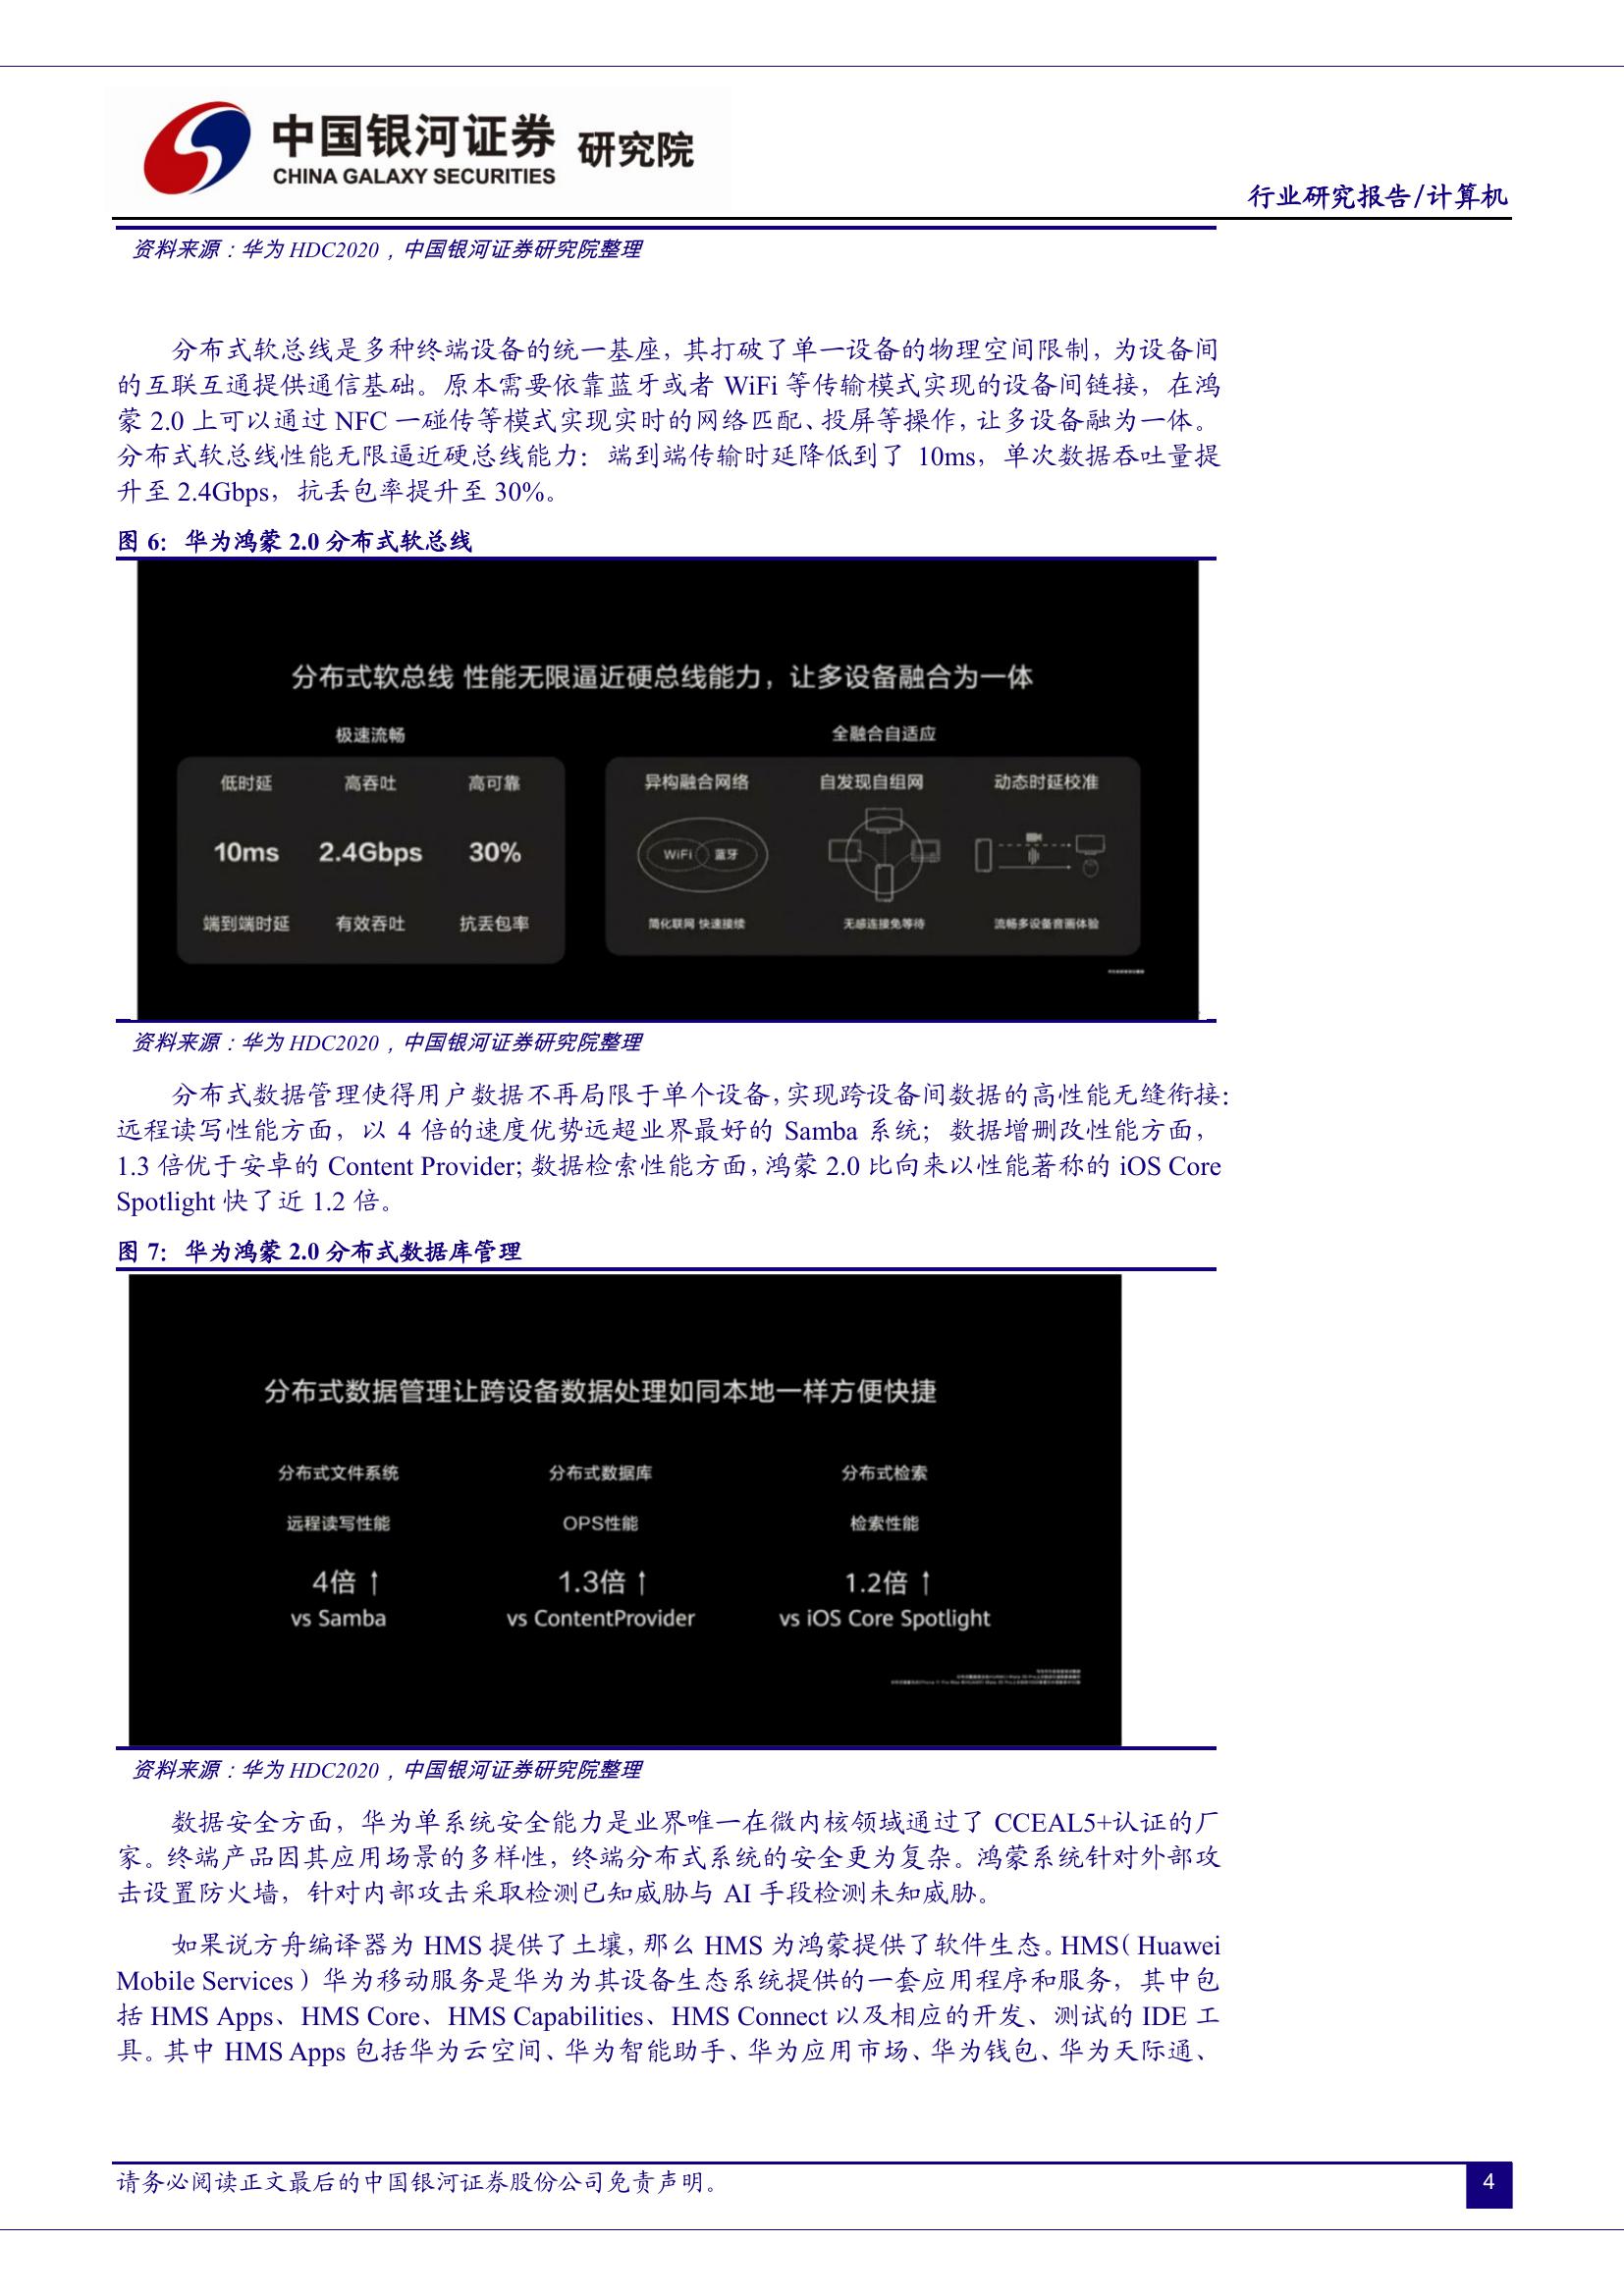 中国银河证券 研究院
CHINA GALAXY SECURITIES
行业研究报告/计算机
资料来源：华为 HDC2020，中国银河证券研究院整理
分布式软总线是多种终端设备的统一基座，其打破了单一设备的物理空间限制，为设备间
的互联互通提供通信基础。原本需要依靠蓝牙或者 WiFi 等传输模式实现的设备间链接，在鸿
蒙 2.0 上可以通过 NFC 一碰传等模式实现实时的网络匹配、投屏等操作，让多设备融为一体。
分布式软总线性能无限逼近硬总线能力：端到端传输时延降低到了 10ms，单次数据吞吐量提
升至 2.4Gbps，抗丢包率提升至 30%。
图 6：华为鸿蒙 2.0 分布式软总线
分布式软总线 性能无限逼近硬总线能力，让多设备融合为一体
极速流畅 全融合自适应
低时延 高吞吐 高可靠 异构融合网络 自发现自组网 动态时延校准
10ms 2.4Gbps 30% WiFi 蓝牙
端到端时延 有效吞吐 抗丢包率 简化联网 快速接续 无感连接免等待 流畅多设备音画体验
资料来源：华为 HDC2020，中国银河证券研究院整理
分布式数据管理使得用户数据不再局限于单个设备，实现跨设备间数据的高性能无缝衔接：
远程读写性能方面，以 4 倍的速度优势远超业界最好的 Samba 系统；数据增删改性能方面，
1.3 倍优于安卓的 Content Provider; 数据检索性能方面，鸿蒙 2.0 比向来以性能著称的 iOS Core
Spotlight 快了近 1.2 倍。
图 7：华为鸿蒙 2.0 分布式数据库管理
分布式数据管理让跨设备数据处理如同本地一样方便快捷
分布式文件系统 分布式数据库 分布式检索
远程读写性能 OPS性能 检索性能
4倍↑ 1.3倍↑ 1.2倍↑
vs Samba vs ContentProvider vs iOS Core Spotlight
资料来源：华为 HDC2020，中国银河证券研究院整理
数据安全方面，华为单系统安全能力是业界唯一在微内核领域通过了 CCEAL5+认证的厂
家。终端产品因其应用场景的多样性，终端分布式系统的安全更为复杂。鸿蒙系统针对外部攻
击设置防火墙，针对内部攻击采取检测已知威胁与 AI 手段检测未知威胁。
如果说方舟编译器为 HMS 提供了土壤，那么 HMS 为鸿蒙提供了软件生态。HMS（Huawei
Mobile Services）华为移动服务是华为为其设备生态系统提供的一套应用程序和服务，其中包
括 HMS Apps、HMS Core、HMS Capabilities、HMS Connect 以及相应的开发、测试的 IDE 工
具。其中 HMS Apps 包括华为云空间、华为智能助手、华为应用市场、华为钱包、华为天际通、
请务必阅读正文最后的中国银河证券股份公司免责声明。
4